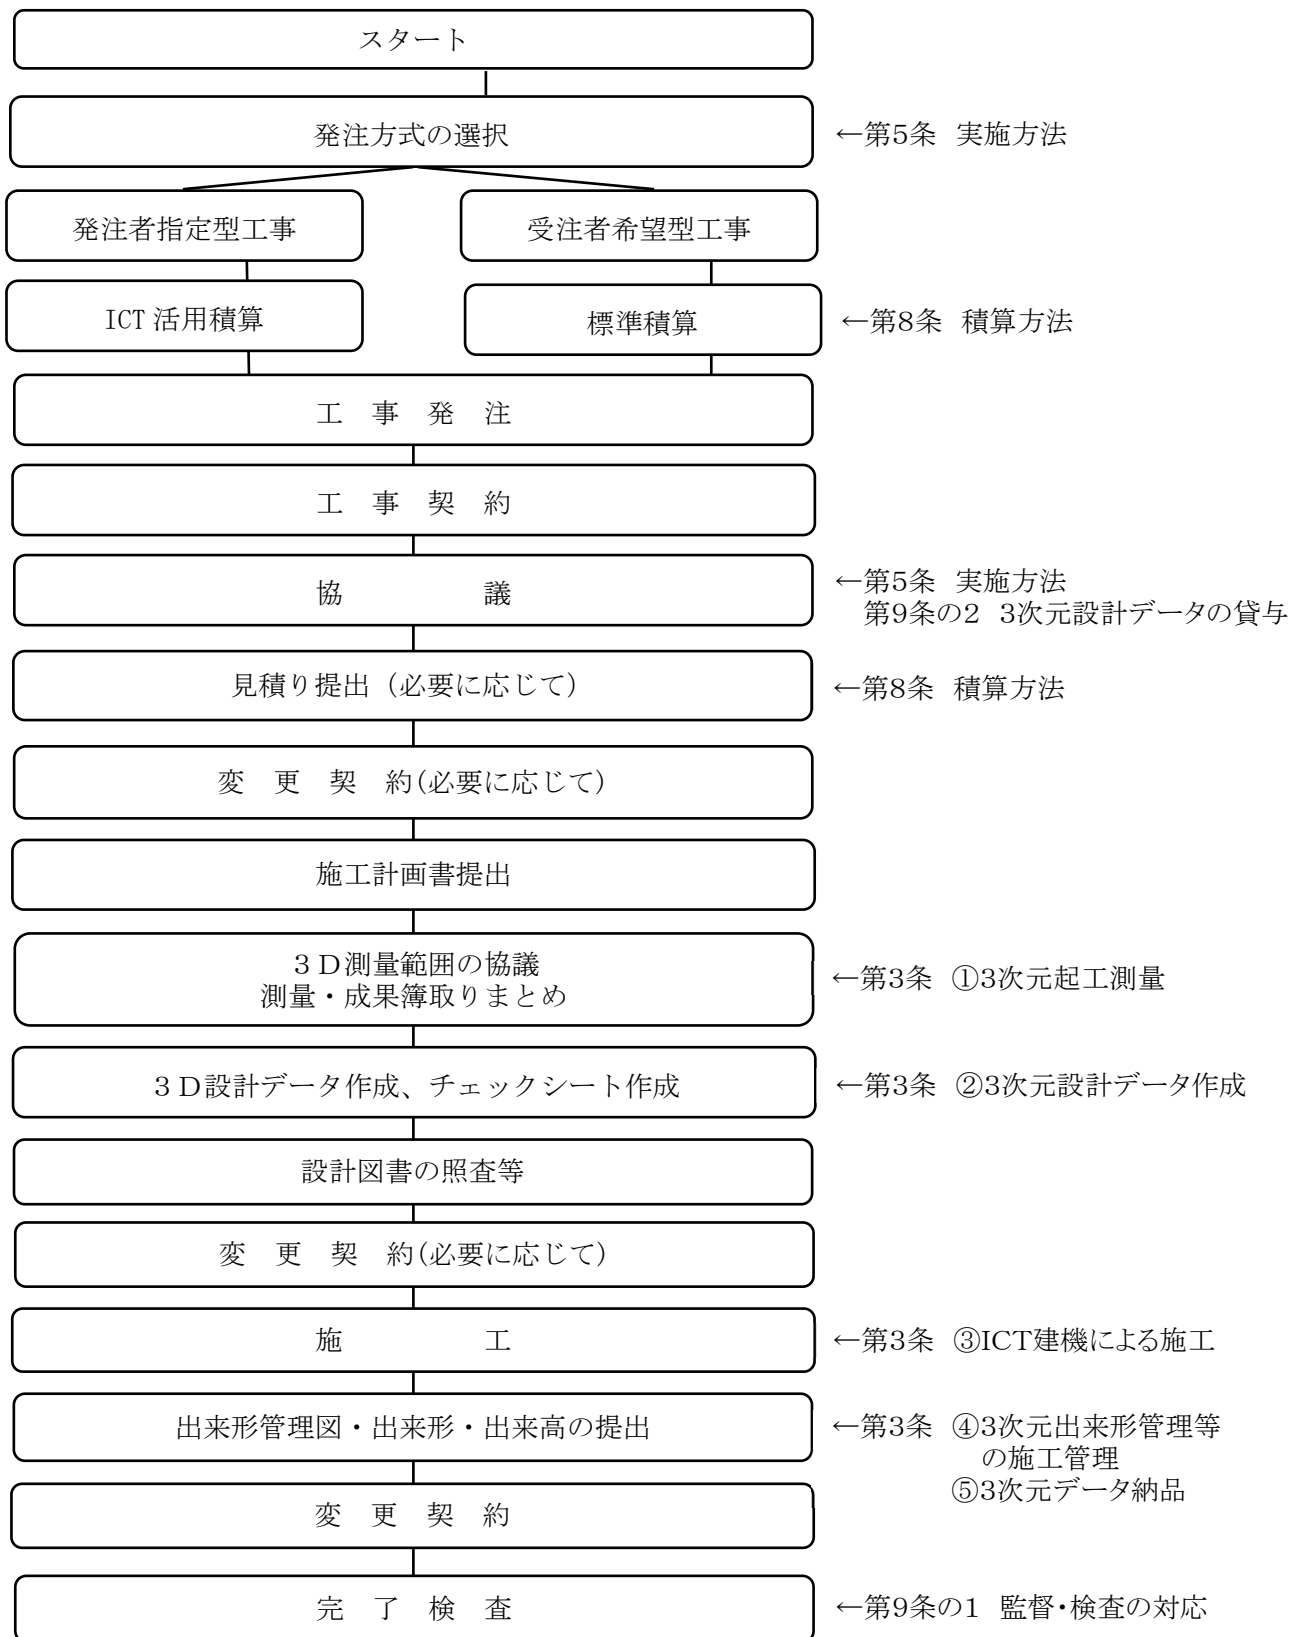 スタート
発注方式の選択 ←第5条 実施方法
発注者指定型工事 受注者希望型工事
ICT 活用積算 標準積算 ←第8条 積算方法
工 事 発 注
工 事 契 約
協 議 ←第5条 実施方法
第9条の2 3次元設計データの貸与
見積り提出（必要に応じて） ←第8条 積算方法
変 更 契 約(必要に応じて)
施工計画書提出
３Ｄ測量範囲の協議
測量・成果簿取りまとめ ←第3条 ①3次元起工測量
３Ｄ設計データ作成、チェックシート作成 ←第3条 ②3次元設計データ作成
設計図書の照査等
変 更 契 約(必要に応じて)
施 工 ←第3条 ③ICT建機による施工
出来形管理図・出来形・出来高の提出 ←第3条 ④3次元出来形管理等
の施工管理
⑤3次元データ納品
変 更 契 約
完 了 検 査 ←第9条の1 監督・検査の対応